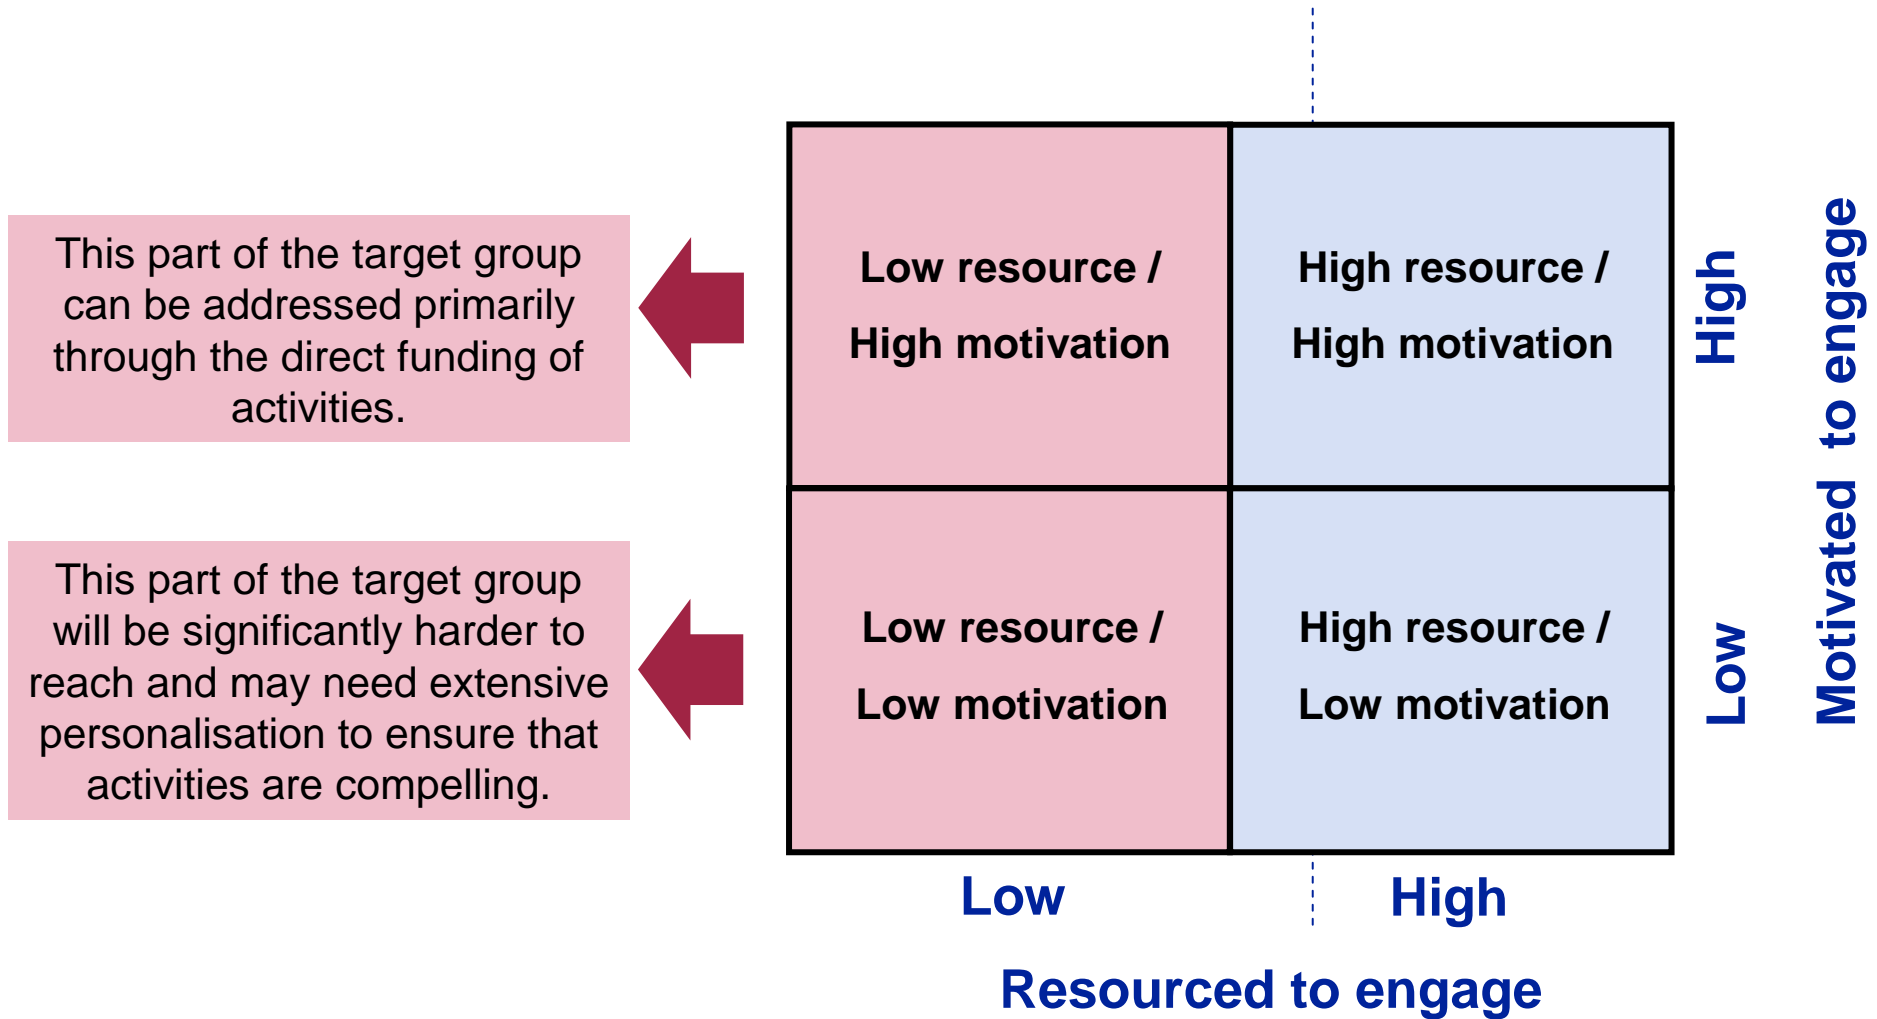 This part of the target group
can be addressed primarily
through the direct funding of
activities.
Low resource /
High motivation
High resource /
High motivation
High
Motivated to engage
This part of the target group
will be significantly harder to
reach and may need extensive
personalisation to ensure that
activities are compelling.
Low resource /
Low motivation
High resource /
Low motivation
Low
Low
High
Resourced to engage